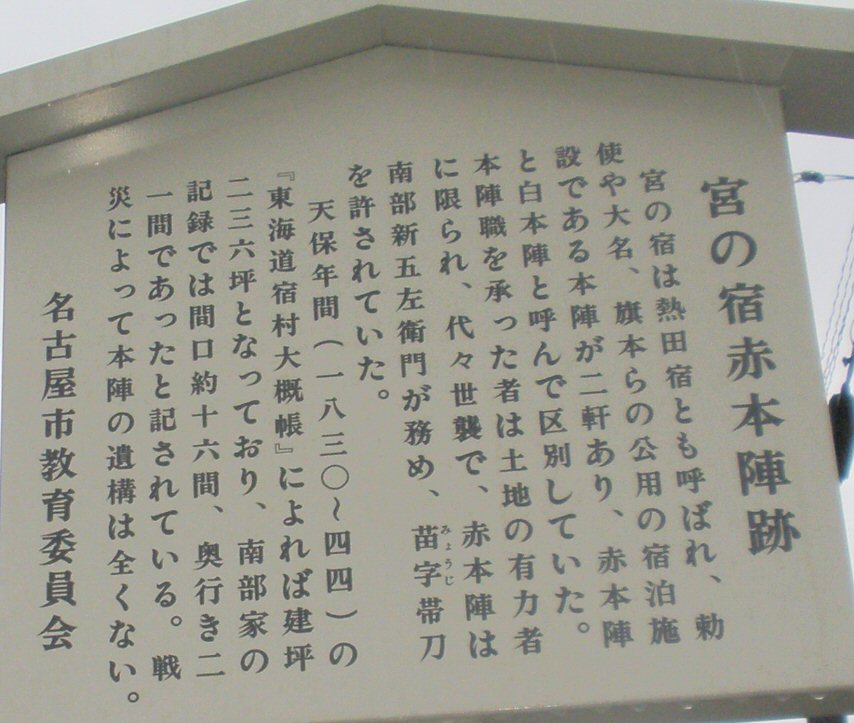 宮の宿赤本陣跡
宮の宿は熱田宿とも呼ばれ、勅
使や大名、旗本らの公用の宿泊施
設である本陣が二軒あり、赤本陣
と白本陣と呼んで区別していた。
本陣職を承った者は土地の有力者
に限られ、代々世襲で、赤本陣は
南部新五左衛門が務め、苗字帯刀
みょうじ
を許されていた。
天保年間(一八三〇~四四)の
『東海道宿村大概帳』によれば建坪
二三六坪となっており、南部家の
記録では間口約十六間、奥行き二
一間であったと記されている。戦
災によって本陣の遺構は全くない。
名古屋市教育委員会